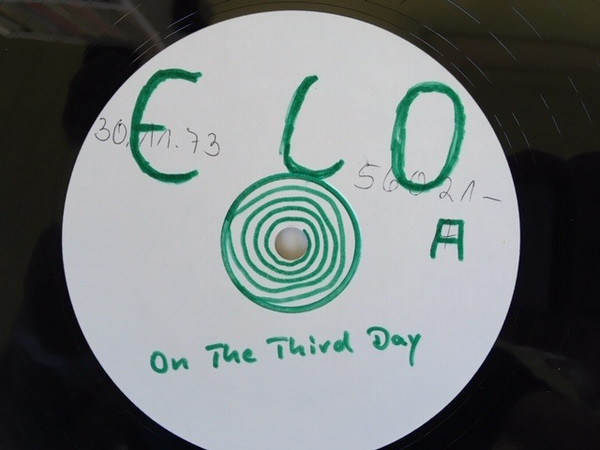 E L O
30.11.73
56021-
A
On The Third Day